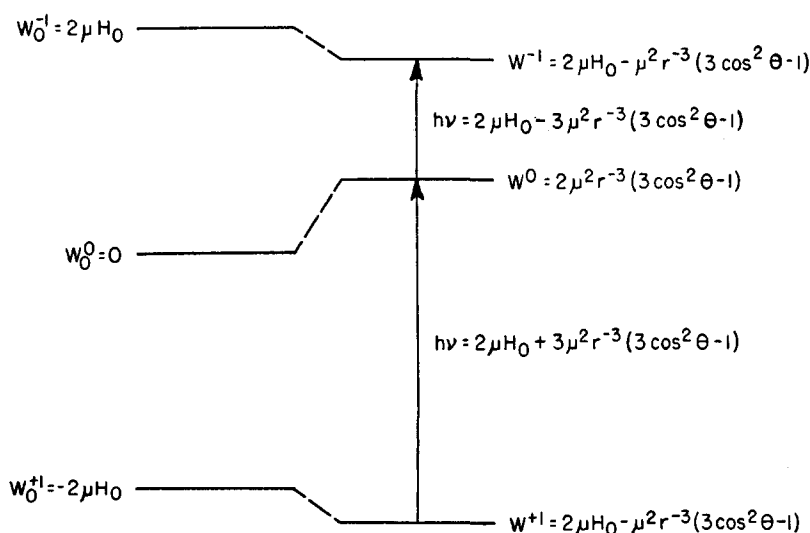 W₀⁻¹=2μH₀
W⁻¹=2μH₀-μ²r⁻³(3cos²θ-1)
hν=2μH₀-3μ²r⁻³(3cos²θ-1)
W⁰=2μ²r⁻³(3cos²θ-1)
W₀⁰=0
hν=2μH₀+3μ²r⁻³(3cos²θ-1)
W₀⁺¹=-2μH₀
W⁺¹=2μH₀-μ²r⁻³(3cos²θ-1)